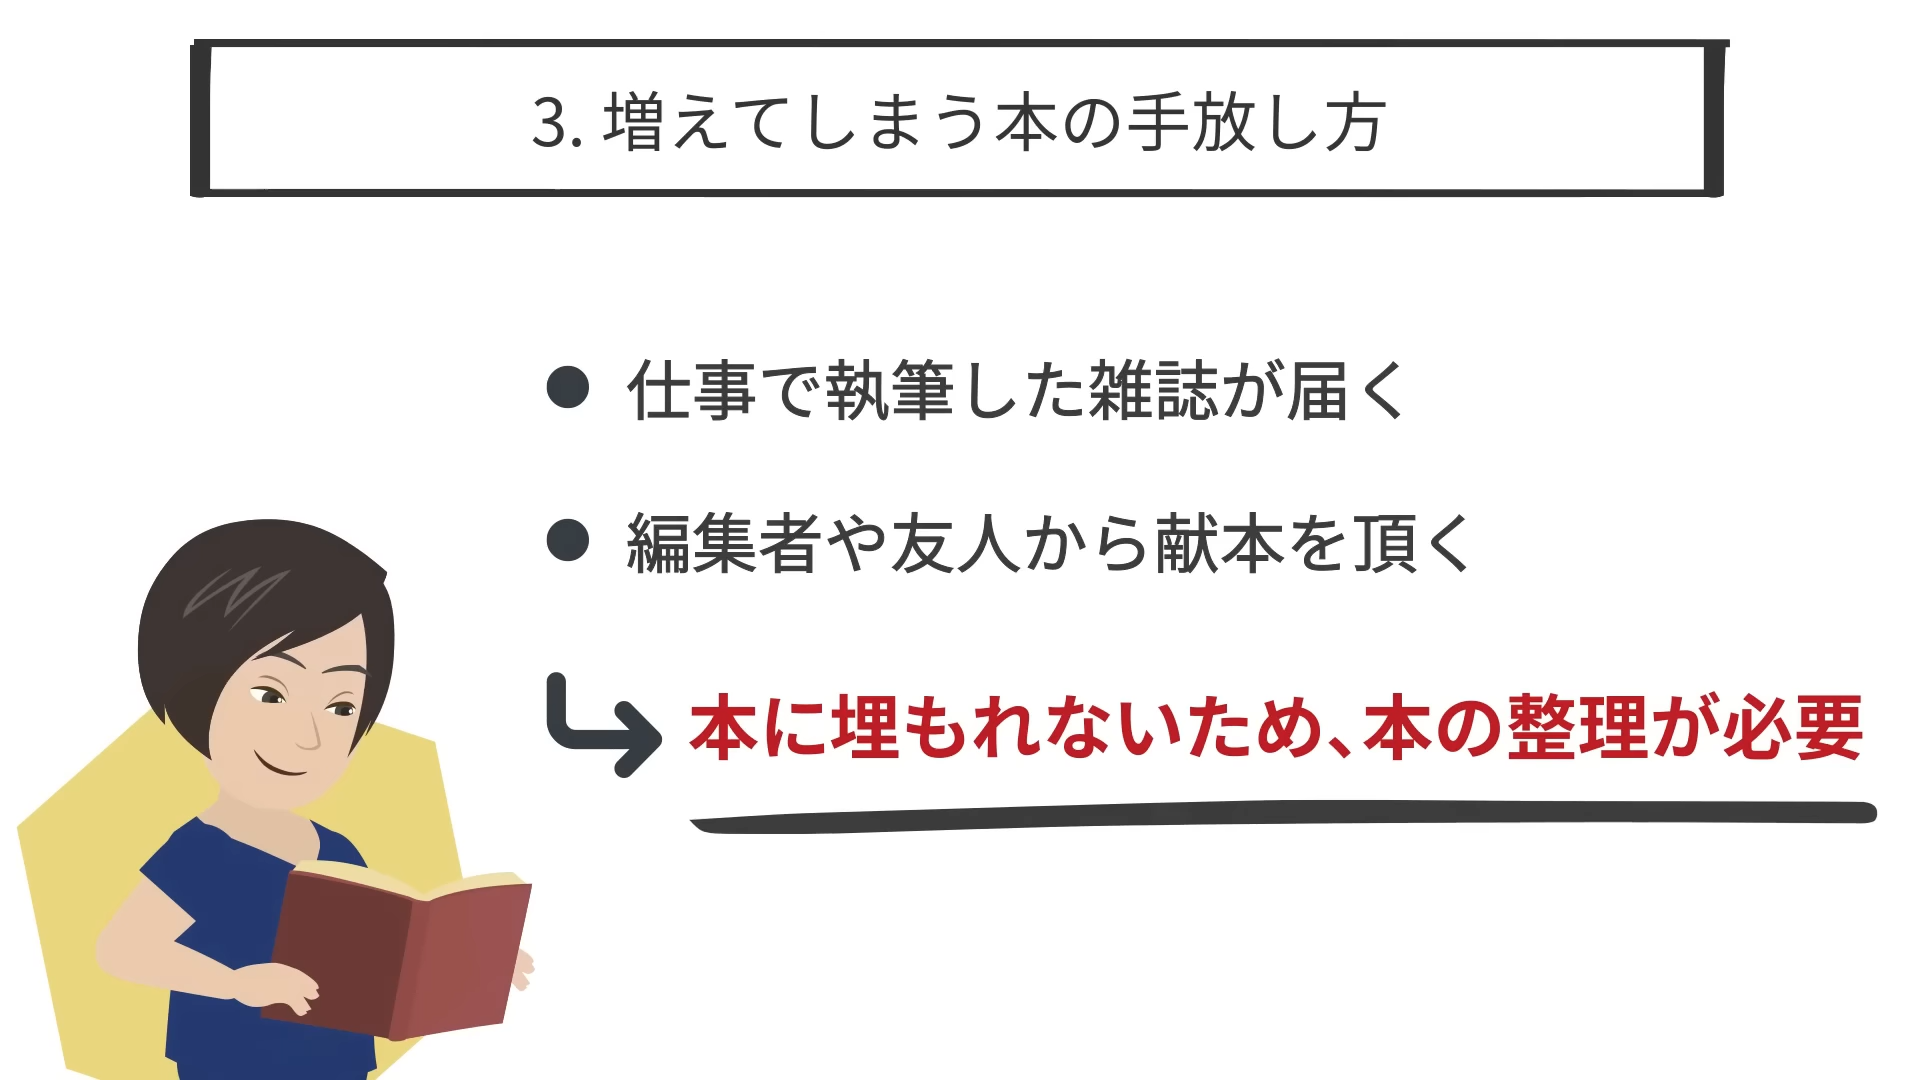 3. 増えてしまう本の手放し方
● 仕事で執筆した雑誌が届く
● 編集者や友人から献本を頂く
本に埋もれないため、本の整理が必要